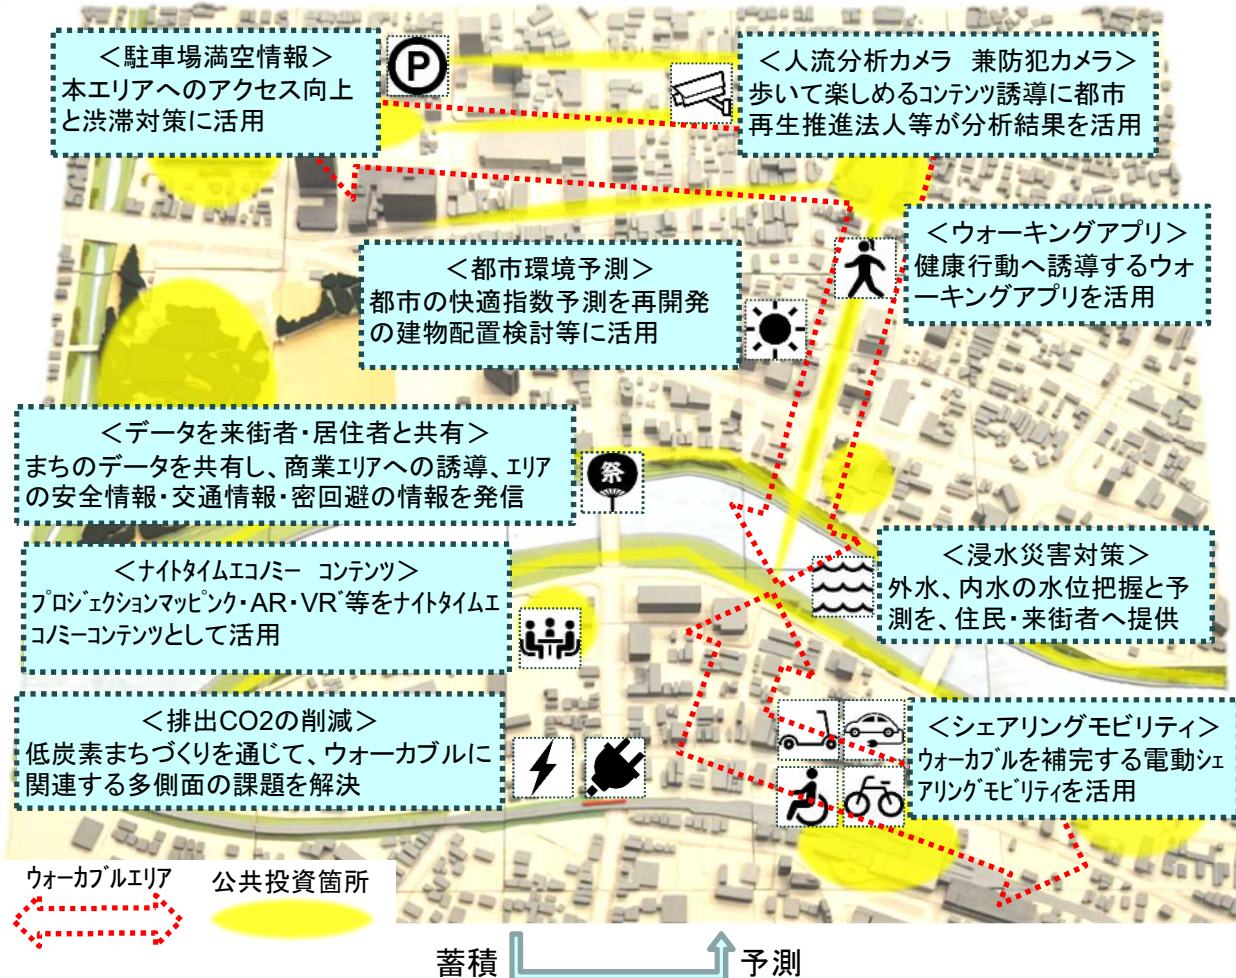 <駐車場満空情報>
本エリアへのアクセス向上
と渋滞対策に活用
P
<人流分析カメラ 兼防犯カメラ>
歩いて楽しめるコンテンツ誘導に都市
再生推進法人等が分析結果を活用
<ウォーキングアプリ>
健康行動へ誘導するウォ
ーキングアプリを活用
<都市環境予測>
都市の快適指数予測を再開発
の建物配置検討等に活用
<データを来街者・居住者と共有>
まちのデータを共有し、商業エリアへの誘導、エリア
の安全情報・交通情報・密回避の情報を発信
祭
<ナイトタイムエコノミー コンテンツ>
プロジェクションマッピンク・AR・VR゛等をナイトタイムエ
コノミーコンテンツとして活用
<浸水災害対策>
外水、内水の水位把握と予
測を、住民・来街者へ提供
<排出CO2の削減>
低炭素まちづくりを通じて、ウォーカブルに
関連する多側面の課題を解決
<シェアリングモビリティ>
ウォーカブルを補完する電動シェ
アリングモビリティを活用
ウォーカブルエリア
公共投資箇所
蓄積
予測